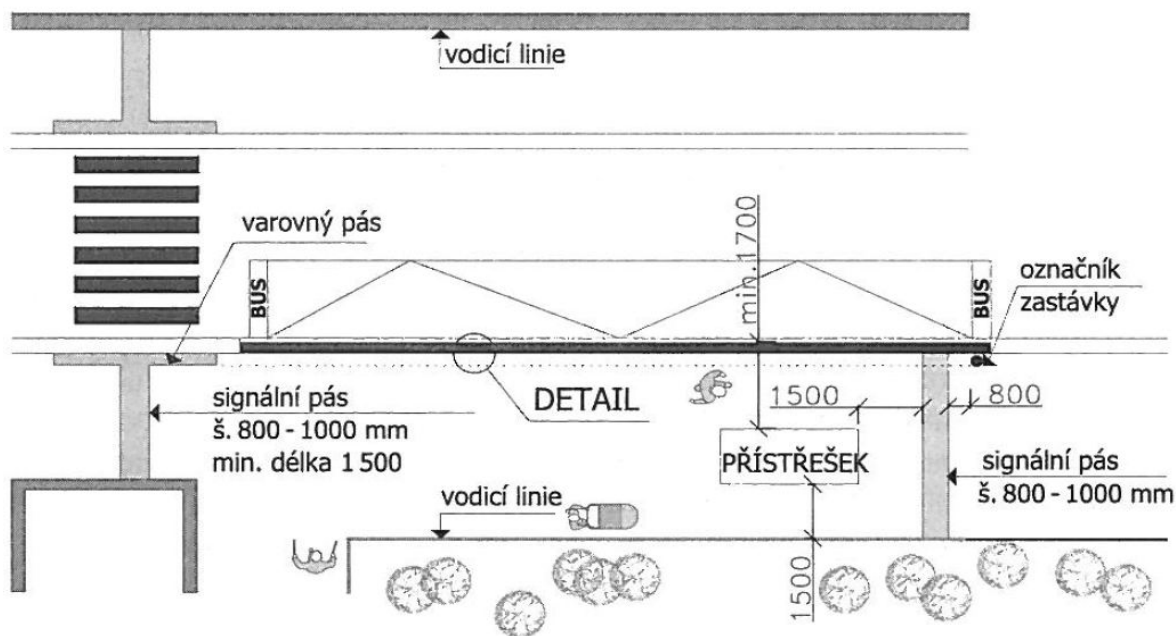 vodicí linie
varovný pás
min.1700
BUS
BUS
označník
zastávky
DETAIL
1500
800
signální pás
š. 800 - 1000 mm
min. délka 1 500
PŘÍSTŘEŠEK
signální pás
š. 800 - 1000 mm
vodicí linie
1500